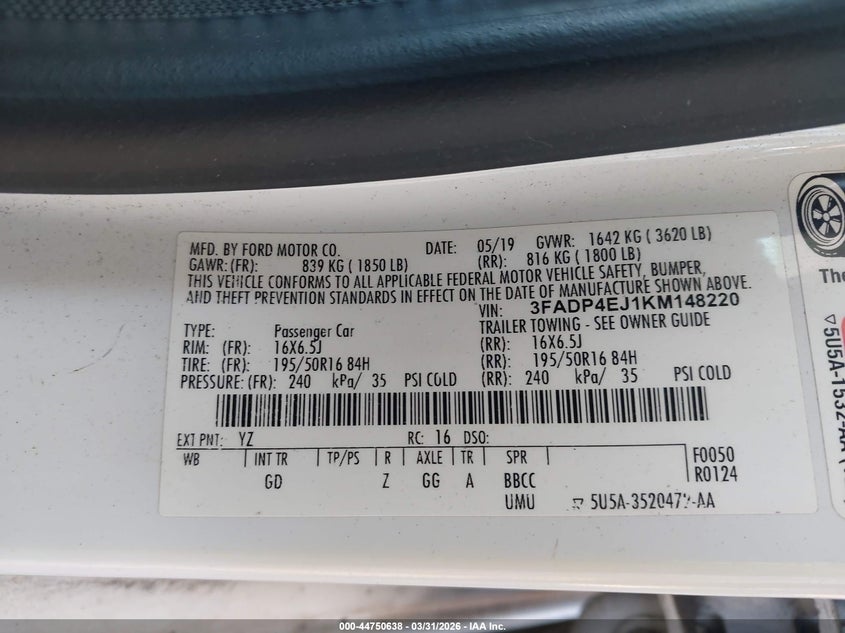 MFD. BY FORD MOTOR CO. DATE: 05/19 GVWR: 1642 KG ( 3620 LB)
GAWR: (FR): 839 KG ( 1850 LB) (RR): 816 KG ( 1800 LB)
THIS VEHICLE CONFORMS TO ALL APPLICABLE FEDERAL MOTOR VEHICLE SAFETY, BUMPER,
AND THEFT PREVENTION STANDARDS IN EFFECT ON THE DATE OF MANUFACTURE SHOWN ABOVE.
VIN: 3FADP4EJ1KM148220
TYPE: Passenger Car TRAILER TOWING - SEE OWNER GUIDE
RIM: (FR): 16X6.5J (RR): 16X6.5J
TIRE: (FR): 195/50R16 84H (RR): 195/50R16 84H
PRESSURE: (FR): 240 kPa/ 35 PSI COLD (RR): 240 kPa/ 35 PSI COLD
EXT PNT: YZ RC: 16 DSO:
WB INT TR TP/PS R AXLE TR SPR F0050
GD Z GG A BBCC R0124
UMU
The
000-44750638 - 03/31/2026 - IAA Inc.